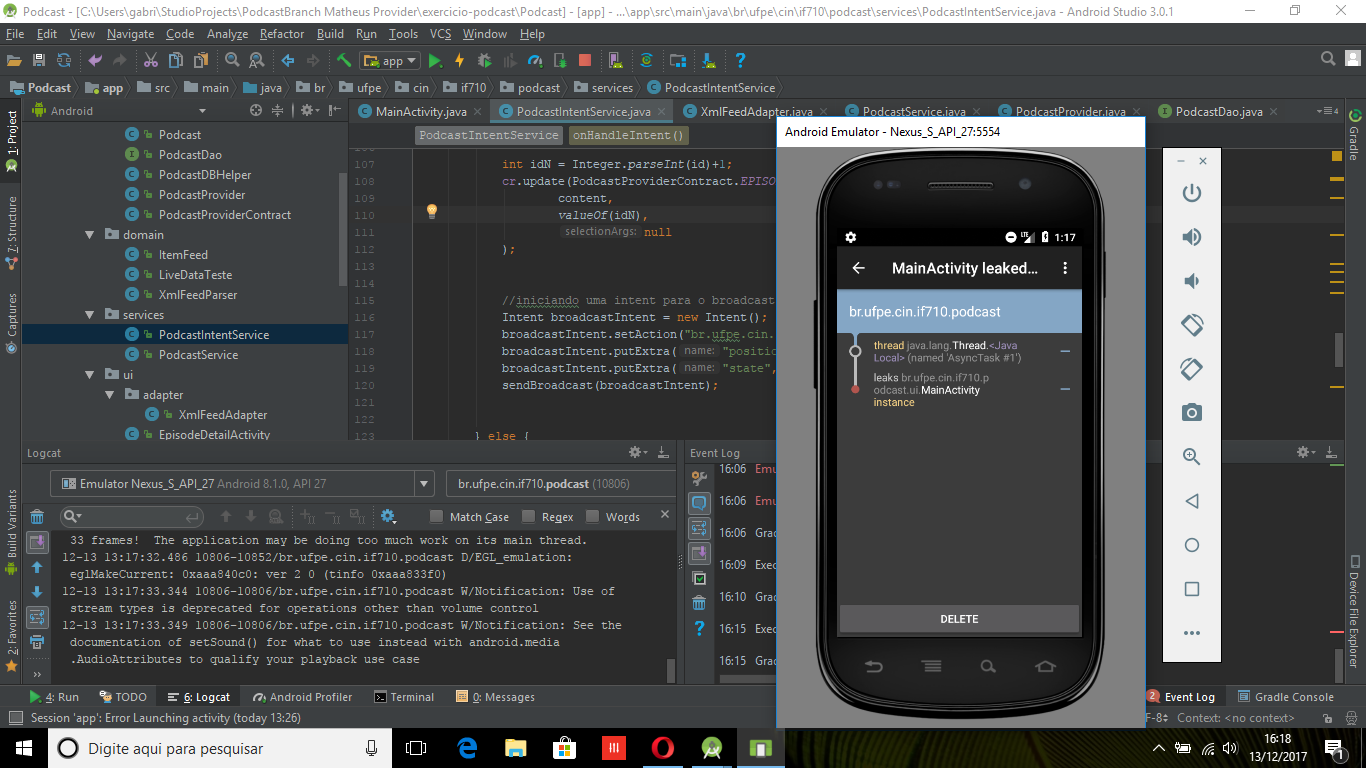 Podcast - [C:\Users\gabri\StudioProjects\PodcastBranch Matheus Provider\exercicio-podcast\Podcast] - [app] - ...\app\src\main\java\br\ufpe\cin\if710\podcast\services\PodcastIntentService.java - Android Studio 3.0.1
File Edit View Navigate Code Analyze Refactor Build Run Tools VCS Window Help
app
Podcast app src main java br ufpe cin if710 podcast services PodcastIntentService
Android
MainActivity.java PodcastIntentService.java XmlFeedAdapter.java PodcastService.java PodcastProvider.java PodcastDao.java
1: Project
7: Structure
Captures
Build Variants
2: Favorites
Podcast
PodcastDao
PodcastDBHelper
PodcastProvider
PodcastProviderContract
domain
ItemFeed
LiveDataTeste
XmlFeedParser
services
PodcastIntentService
PodcastService
ui
adapter
XmlFeedAdapter
EpisodeDetailActivity
PodcastIntentService onHandleIntent()
107 int idN = Integer.parseInt(id)+1;
108 cr.update(PodcastProviderContract.EPISO
109 content,
110 valueOf(idN),
111 selectionArgs: null
112 );
113
114
115 //iniciando uma intent para o broadcast
116 Intent broadcastIntent = new Intent();
117 broadcastIntent.setAction("br.ufpe.cin.
118 broadcastIntent.putExtra( name: "positio
119 broadcastIntent.putExtra( name: "state",
120 sendBroadcast(broadcastIntent);
121
122
123 } else {
Android Emulator - Nexus_S_API_27:5554
LTE 1:17
MainActivity leaked...
br.ufpe.cin.if710.podcast
thread java.lang.Thread.<Java
Local> (named 'AsyncTask #1')
leaks br.ufpe.cin.if710.p
odcast.ui.MainActivity
instance
DELETE
Gradle
Device File Explorer
Logcat
Emulator Nexus_S_API_27 Android 8.1.0, API 27
br.ufpe.cin.if710.podcast (10806)
Match Case Regex Words
33 frames! The application may be doing too much work on its main thread.
12-13 13:17:32.486 10806-10852/br.ufpe.cin.if710.podcast D/EGL_emulation:
eglMakeCurrent: 0xaaa840c0: ver 2 0 (tinfo 0xaaa833f0)
12-13 13:17:33.344 10806-10806/br.ufpe.cin.if710.podcast W/Notification: Use of
stream types is deprecated for operations other than volume control
12-13 13:17:33.349 10806-10806/br.ufpe.cin.if710.podcast W/Notification: See the
documentation of setSound() for what to use instead with android.media
.AudioAttributes to qualify your playback use case
Event Log
16:06 Emu
16:06 Emu
16:06 Grad
16:09 Exec
16:10 Grad
16:15 Exec
16:15 Grad
4: Run TODO 6: Logcat Android Profiler Terminal 0: Messages
2 Event Log Gradle Console
Session 'app': Error Launching activity (today 13:26)
F-8 Context: <no context>
Digite aqui para pesquisar
16:18
13/12/2017
1